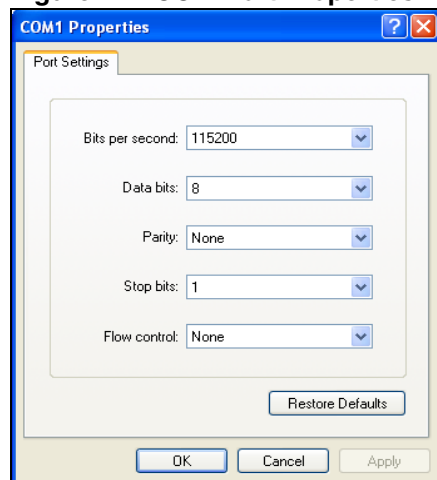 COM1 Properties
Port Settings
Bits per second: 115200
Data bits: 8
Parity: None
Stop bits: 1
Flow control: None
Restore Defaults
OK Cancel Apply